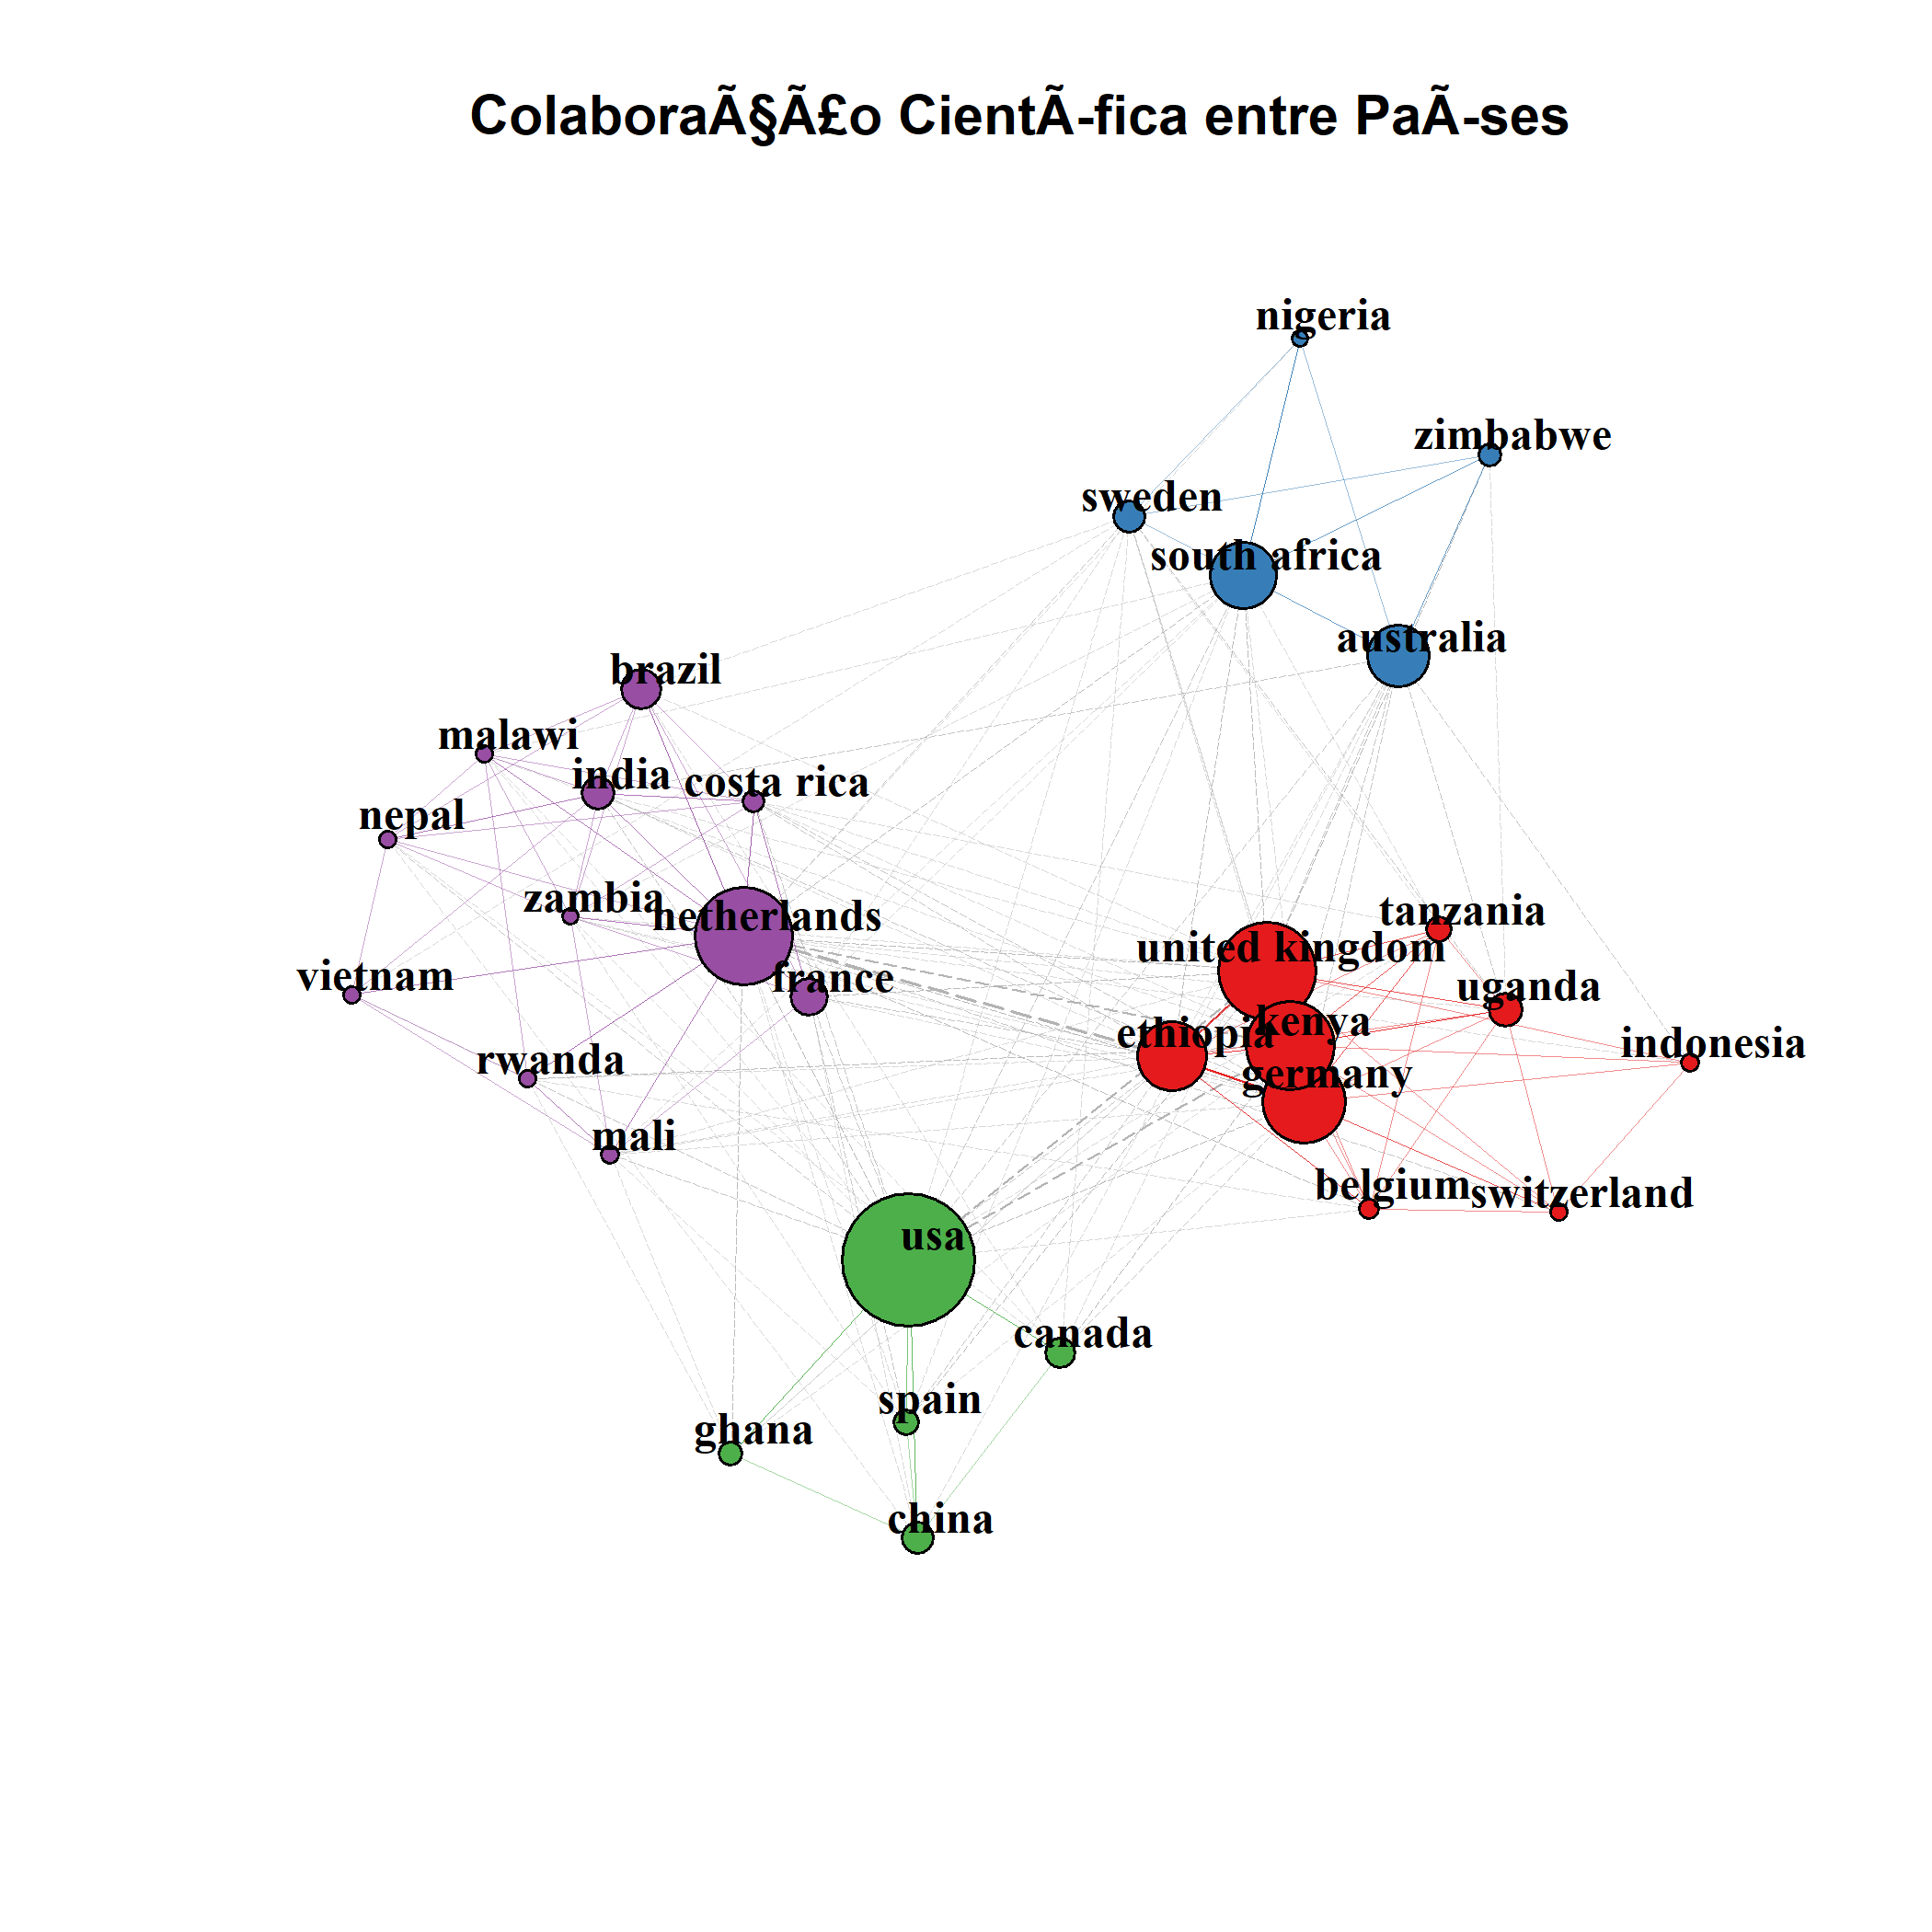 ColaboraÃ§Ã£o CientÃ-fica entre PaÃ-ses
nigeria
zimbabwe
sweden
south africa
australia
brazil
malawi
india
costa rica
nepal
zambia
netherlands
tanzania
united kingdom
vietnam
france
uganda
kenya
ethiopia
indonesia
rwanda
germany
mali
belgium
switzerland
usa
canada
spain
ghana
china